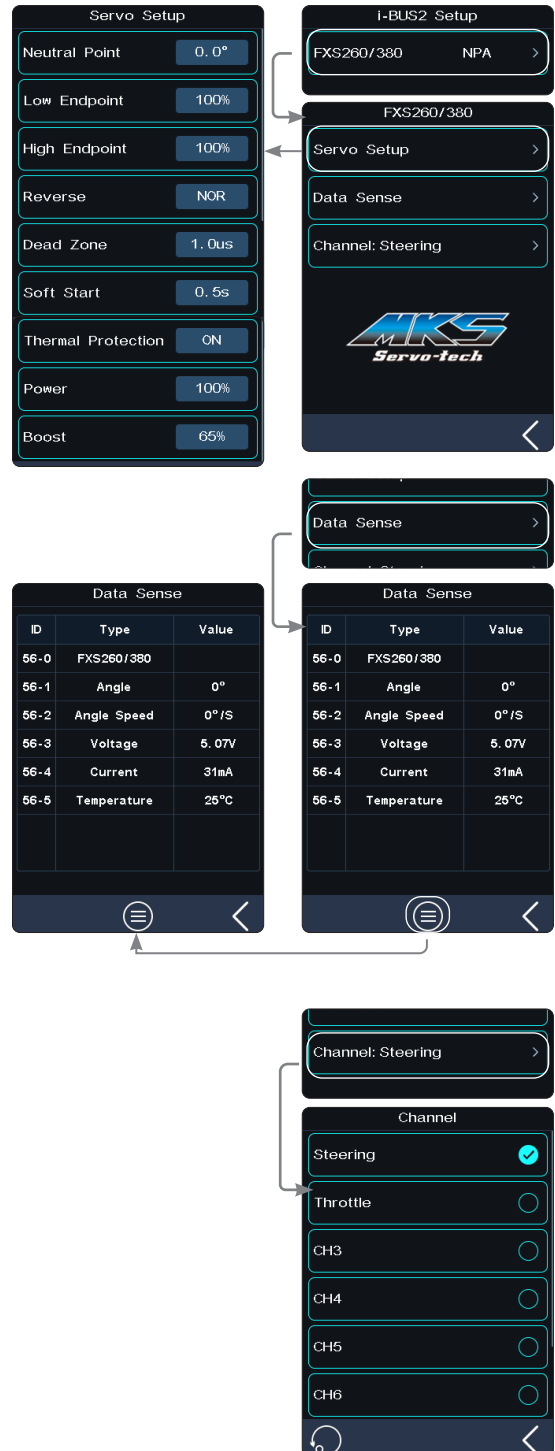 Servo Setup
Neutral Point 0.0°
Low Endpoint 100%
High Endpoint 100%
Reverse NOR
Dead Zone 1.0us
Soft Start 0.5s
Thermal Protection ON
Power 100%
Boost 65%
i-BUS2 Setup
FXS260/380 NPA >
FXS260/380
Servo Setup >
Data Sense >
Channel: Steering >
MKS
Servo-tech
Data Sense >
Data Sense
ID Type Value
56-0 FXS260/380
56-1 Angle 0°
56-2 Angle Speed 0°/S
56-3 Voltage 5.07V
56-4 Current 31mA
56-5 Temperature 25°C
Data Sense
ID Type Value
56-0 FXS260/380
56-1 Angle 0°
56-2 Angle Speed 0°/S
56-3 Voltage 5.07V
56-4 Current 31mA
56-5 Temperature 25°C
Channel: Steering >
Channel
Steering
Throttle
CH3
CH4
CH5
CH6